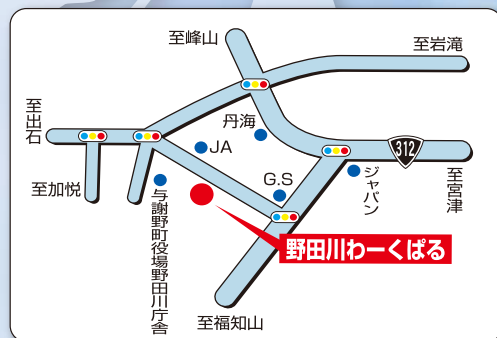 至峰山
至岩滝
至出石
丹海
312
JA
至加悦
G.S
ジャパン
至宮津
与謝野町役場野田川庁舎
野田川わーくぱる
至福知山